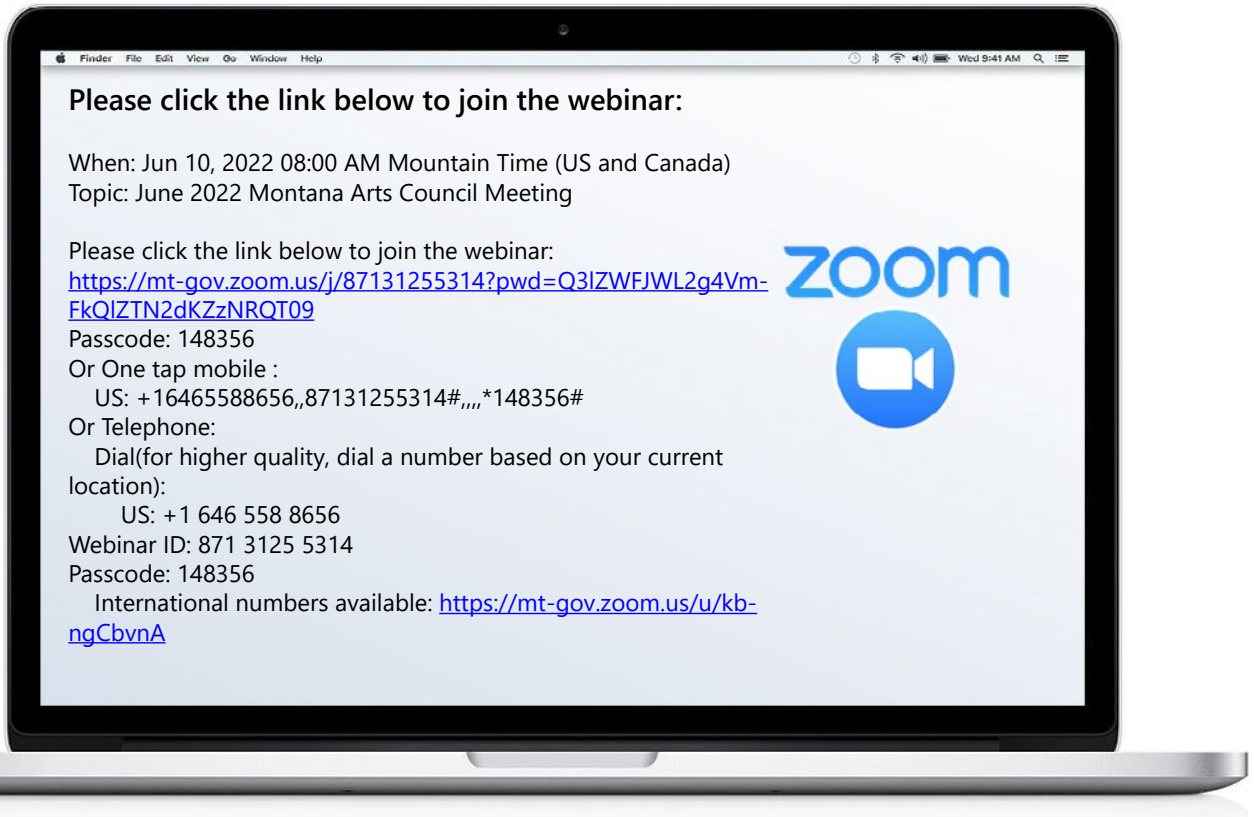 Finder File Edit View Go Window Help Wed 9:41 AM
Please click the link below to join the webinar:
When: Jun 10, 2022 08:00 AM Mountain Time (US and Canada)
Topic: June 2022 Montana Arts Council Meeting
Please click the link below to join the webinar:
https://mt-gov.zoom.us/j/87131255314?pwd=Q3lZWFJWL2g4Vm-
FkQlZTN2dKZzNRQT09
zoom
Passcode: 148356
Or One tap mobile :
US: +16465588656,,87131255314#,,,,*148356#
Or Telephone:
Dial(for higher quality, dial a number based on your current
location):
US: +1 646 558 8656
Webinar ID: 871 3125 5314
Passcode: 148356
International numbers available: https://mt-gov.zoom.us/u/kb-
ngCbvnA